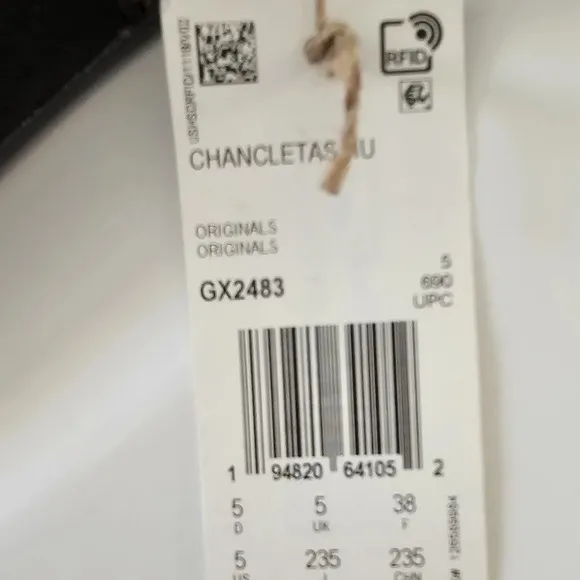 RFID
CHANCLETAS
ORIGINALS
ORIGINALS
GX2483
5
690
UPC
1 94820 64105 2
5 5 38
D UK F
5 235 235
US J CHN